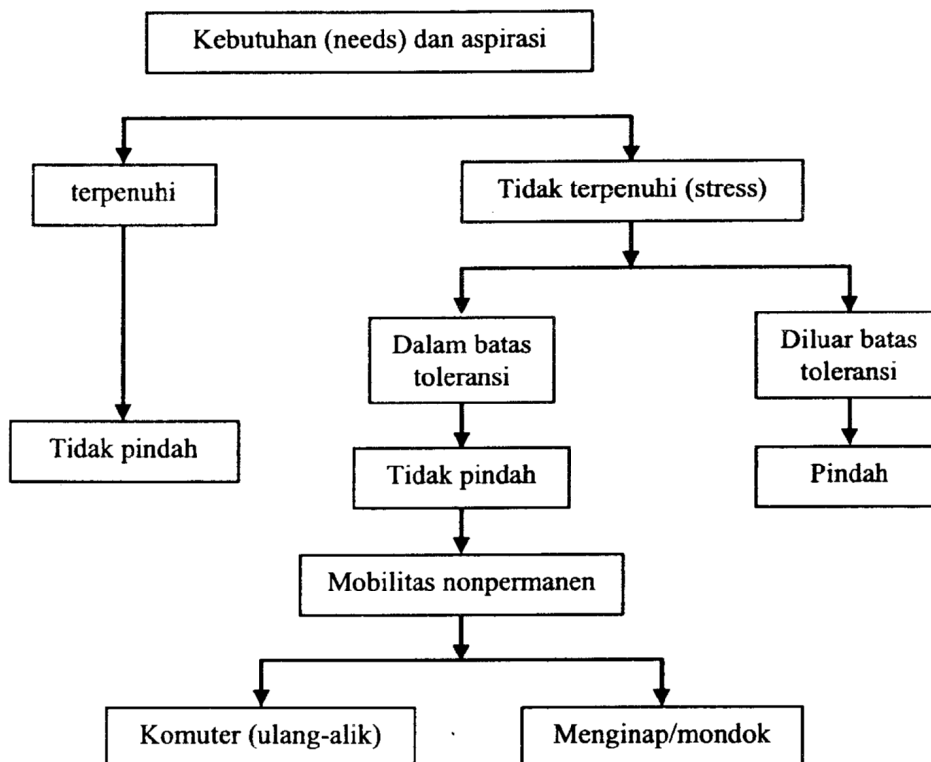 Kebutuhan (needs) dan aspirasi
terpenuhi
Tidak terpenuhi (stress)
Dalam batas
toleransi
Diluar batas
toleransi
Tidak pindah
Tidak pindah
Pindah
Mobilitas nonpermanen
Komuter (ulang-alik)
Menginap/mondok